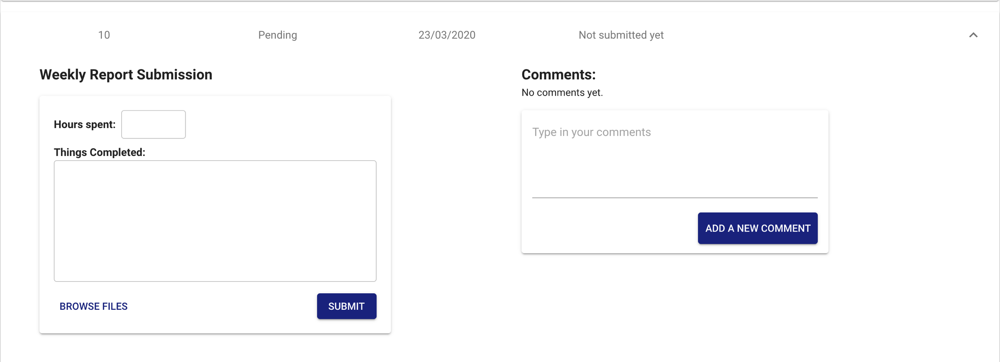 10 Pending 23/03/2020 Not submitted yet
Weekly Report Submission
Hours spent:
Things Completed:
BROWSE FILES SUBMIT
Comments:
No comments yet.
Type in your comments
ADD A NEW COMMENT